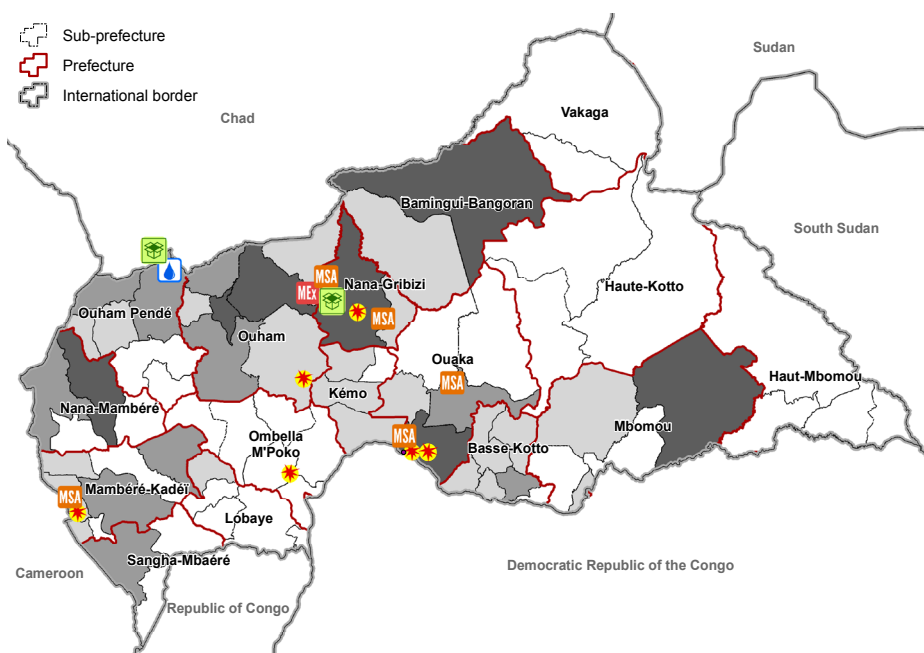 Sub-prefecture
Prefecture
International border
Sudan
Chad
Vakaga
Bamingui-Bangoran
South Sudan
MSA
Nana-Gribizi
MEx
Haute-Kotto
Ouham Pendé
MSA
Ouham
Ouaka
MSA
Haut-Mbomou
Kémo
Nana-Mambéré
Mbomou
Ombella
M'Poko
MSA
Basse-Kotto
Mambéré-Kadéï
MSA
Lobaye
Sangha-Mbaéré
Cameroon
Democratic Republic of the Congo
Republic of Congo